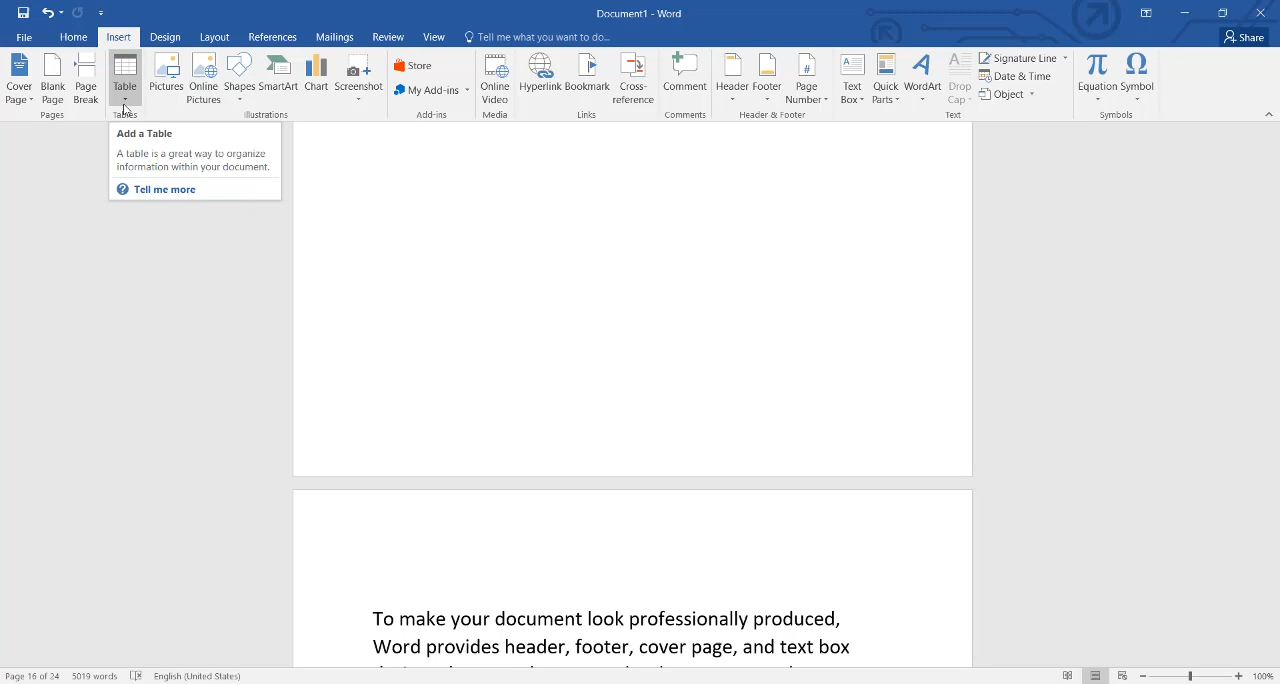 Document1 - Word
File Home Insert Design Layout References Mailings Review View Tell me what you want to do... Share
Cover Page
Blank Page
Page Break
Pages
Table
Tables
Pictures
Online Pictures
Shapes
SmartArt
Chart
Screenshot
Illustrations
Store
My Add-ins
Add-ins
Online Video
Media
Hyperlink
Bookmark
Cross-reference
Links
Comment
Comments
Header
Footer
Page Number
Header & Footer
Text Box
Quick Parts
WordArt
Drop Cap
Signature Line
Date & Time
Object
Text
Equation
Symbol
Symbols
Add a Table
A table is a great way to organize
information within your document.
Tell me more
To make your document look professionally produced,
Word provides header, footer, cover page, and text box
Page 16 of 24 5019 words English (United States) 100%